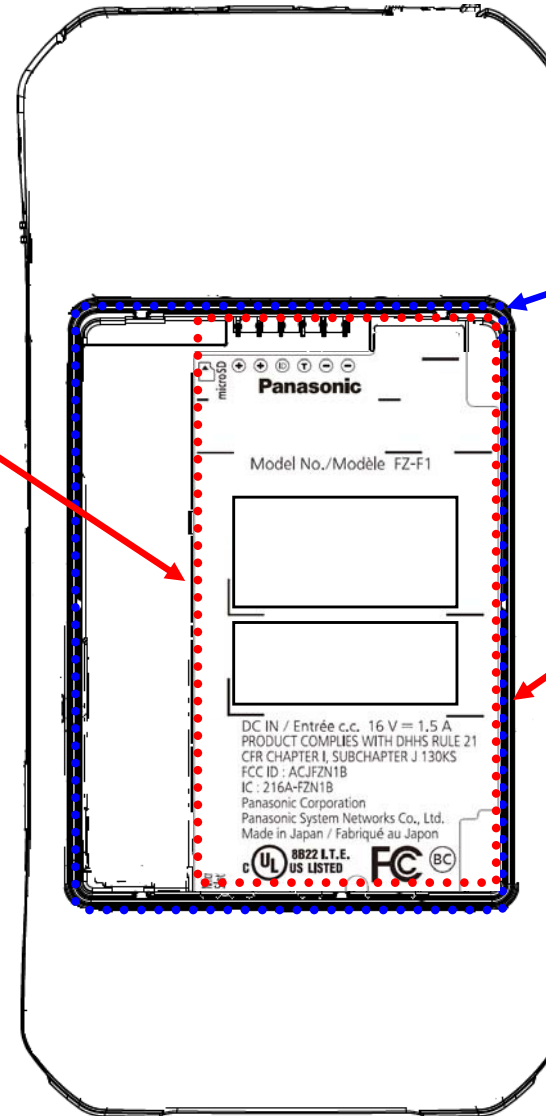 microSD
+ + ID T − −
Panasonic
Model No./Modèle FZ-F1
DC IN / Entrée c.c. 16 V ⎓ 1.5 A
PRODUCT COMPLIES WITH DHHS RULE 21
CFR CHAPTER I, SUBCHAPTER J 130KS
FCC ID : ACJFZN1B
IC : 216A-FZN1B
Panasonic Corporation
Panasonic System Networks Co., Ltd.
Made in Japan / Fabriqué au Japon
C UL 8B22 I.T.E.
US LISTED
FC BC